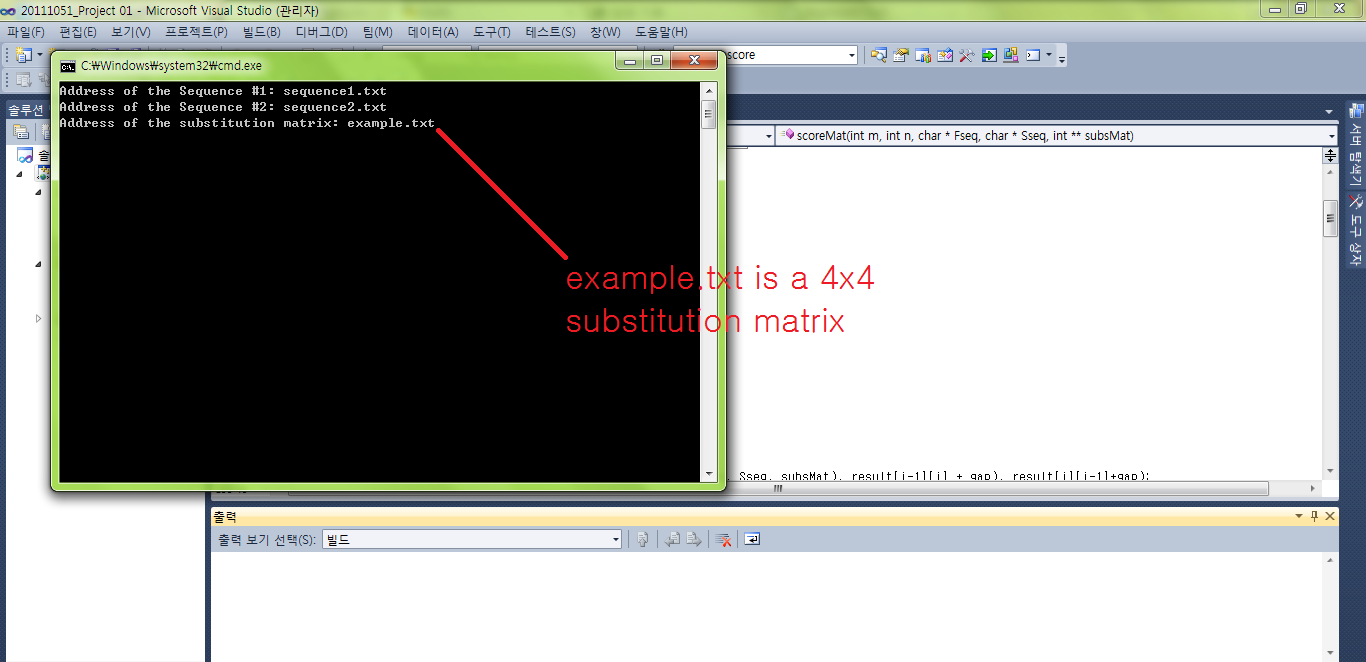 20111051_Project 01 - Microsoft Visual Studio (관리자)
파일(F) 편집(E) 보기(V) 프로젝트(P) 빌드(B) 디버그(D) 팀(M) 데이터(A) 도구(T) 테스트(S) 창(W) 도움말(H)
score
C:₩Windows₩system32₩cmd.exe
Address of the Sequence #1: sequence1.txt
Address of the Sequence #2: sequence2.txt
Address of the substitution matrix: example.txt
솔루션
scoreMat(int m, int n, char * Fseq, char * Sseq, int ** subsMat)
솔
서버 탐색기
도구 상자
example.txt is a 4x4
substitution matrix
Sseq, subsMat), result[i-1][j] + gap), result[i][j-1]+gap);
출력
출력 보기 선택(S): 빌드